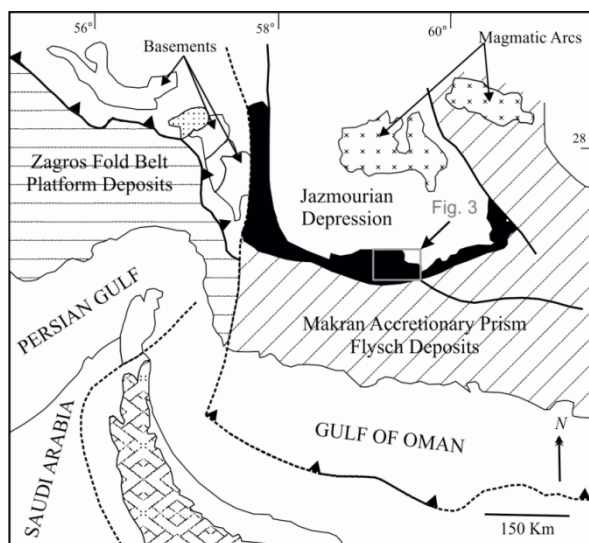 56°
58°
60°
Basements
Magmatic Arcs
28
Zagros Fold Belt
Platform Deposits
Jazmourian
Depression
Fig. 3
PERSIAN GULF
Makran Accretionary Prism
Flysch Deposits
SAUDI ARABIA
GULF OF OMAN
N
150 Km